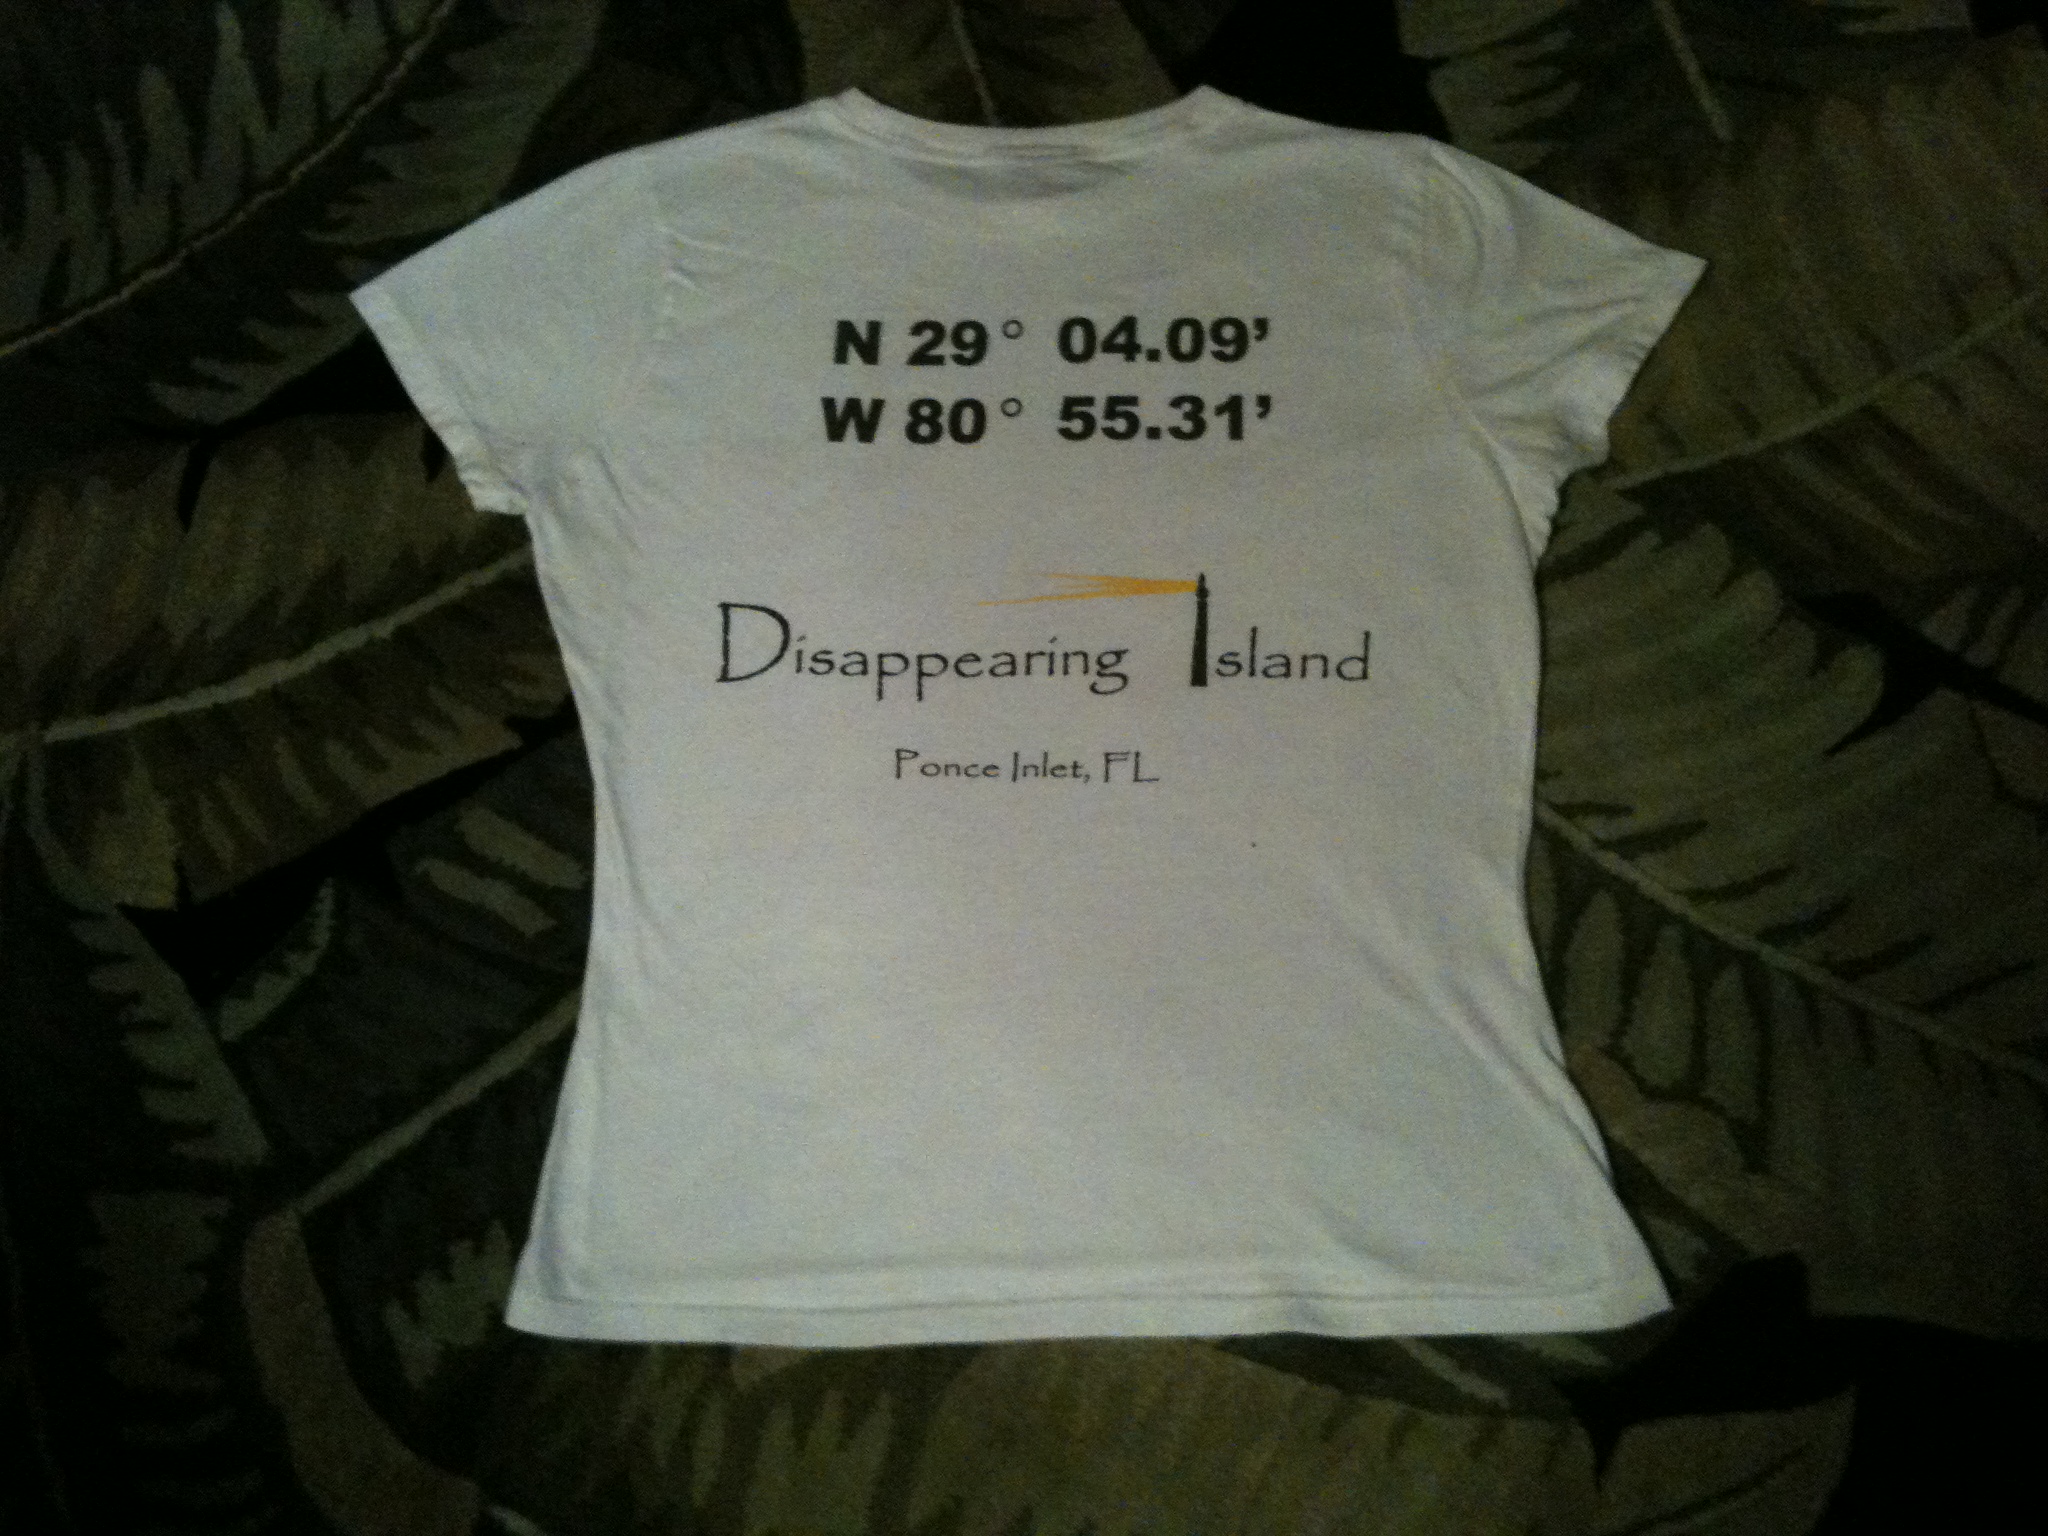 N 29° 04.09’
W 80° 55.31’
Disappearing Island
Ponce Inlet, FL